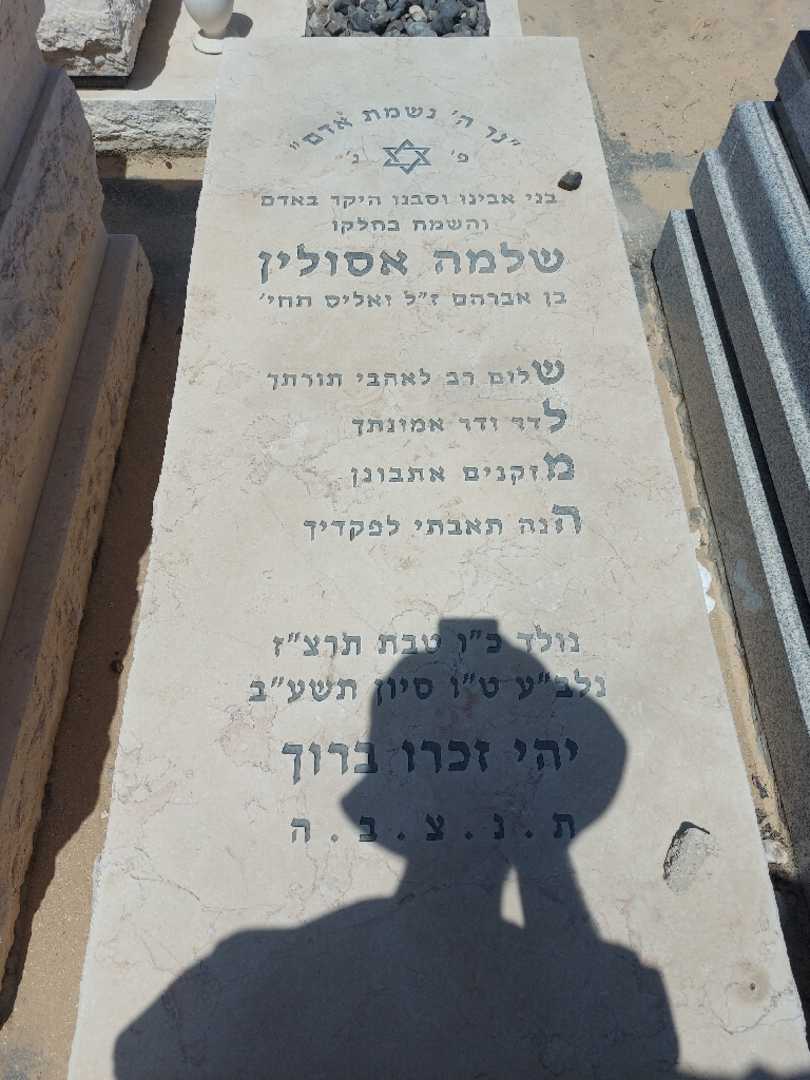 "נר ה' נשמת אדם"
פ' נ'
בני אבינו וסבנו היקר באדם
והשמח בחלקו
שלמה אסולין
בן אברהם ז"ל ואליס תחי'
שלום רב לאהבי תורתך
לדר ודר אמונתך
מזקנים אתבונן
הנה תאבתי לפקדיך
נולד כ"ו טבת תרצ"ז
נלב"ע ט"ו סיון תשע"ב
יהי זכרו ברוך
ת . נ . צ . ב . ה